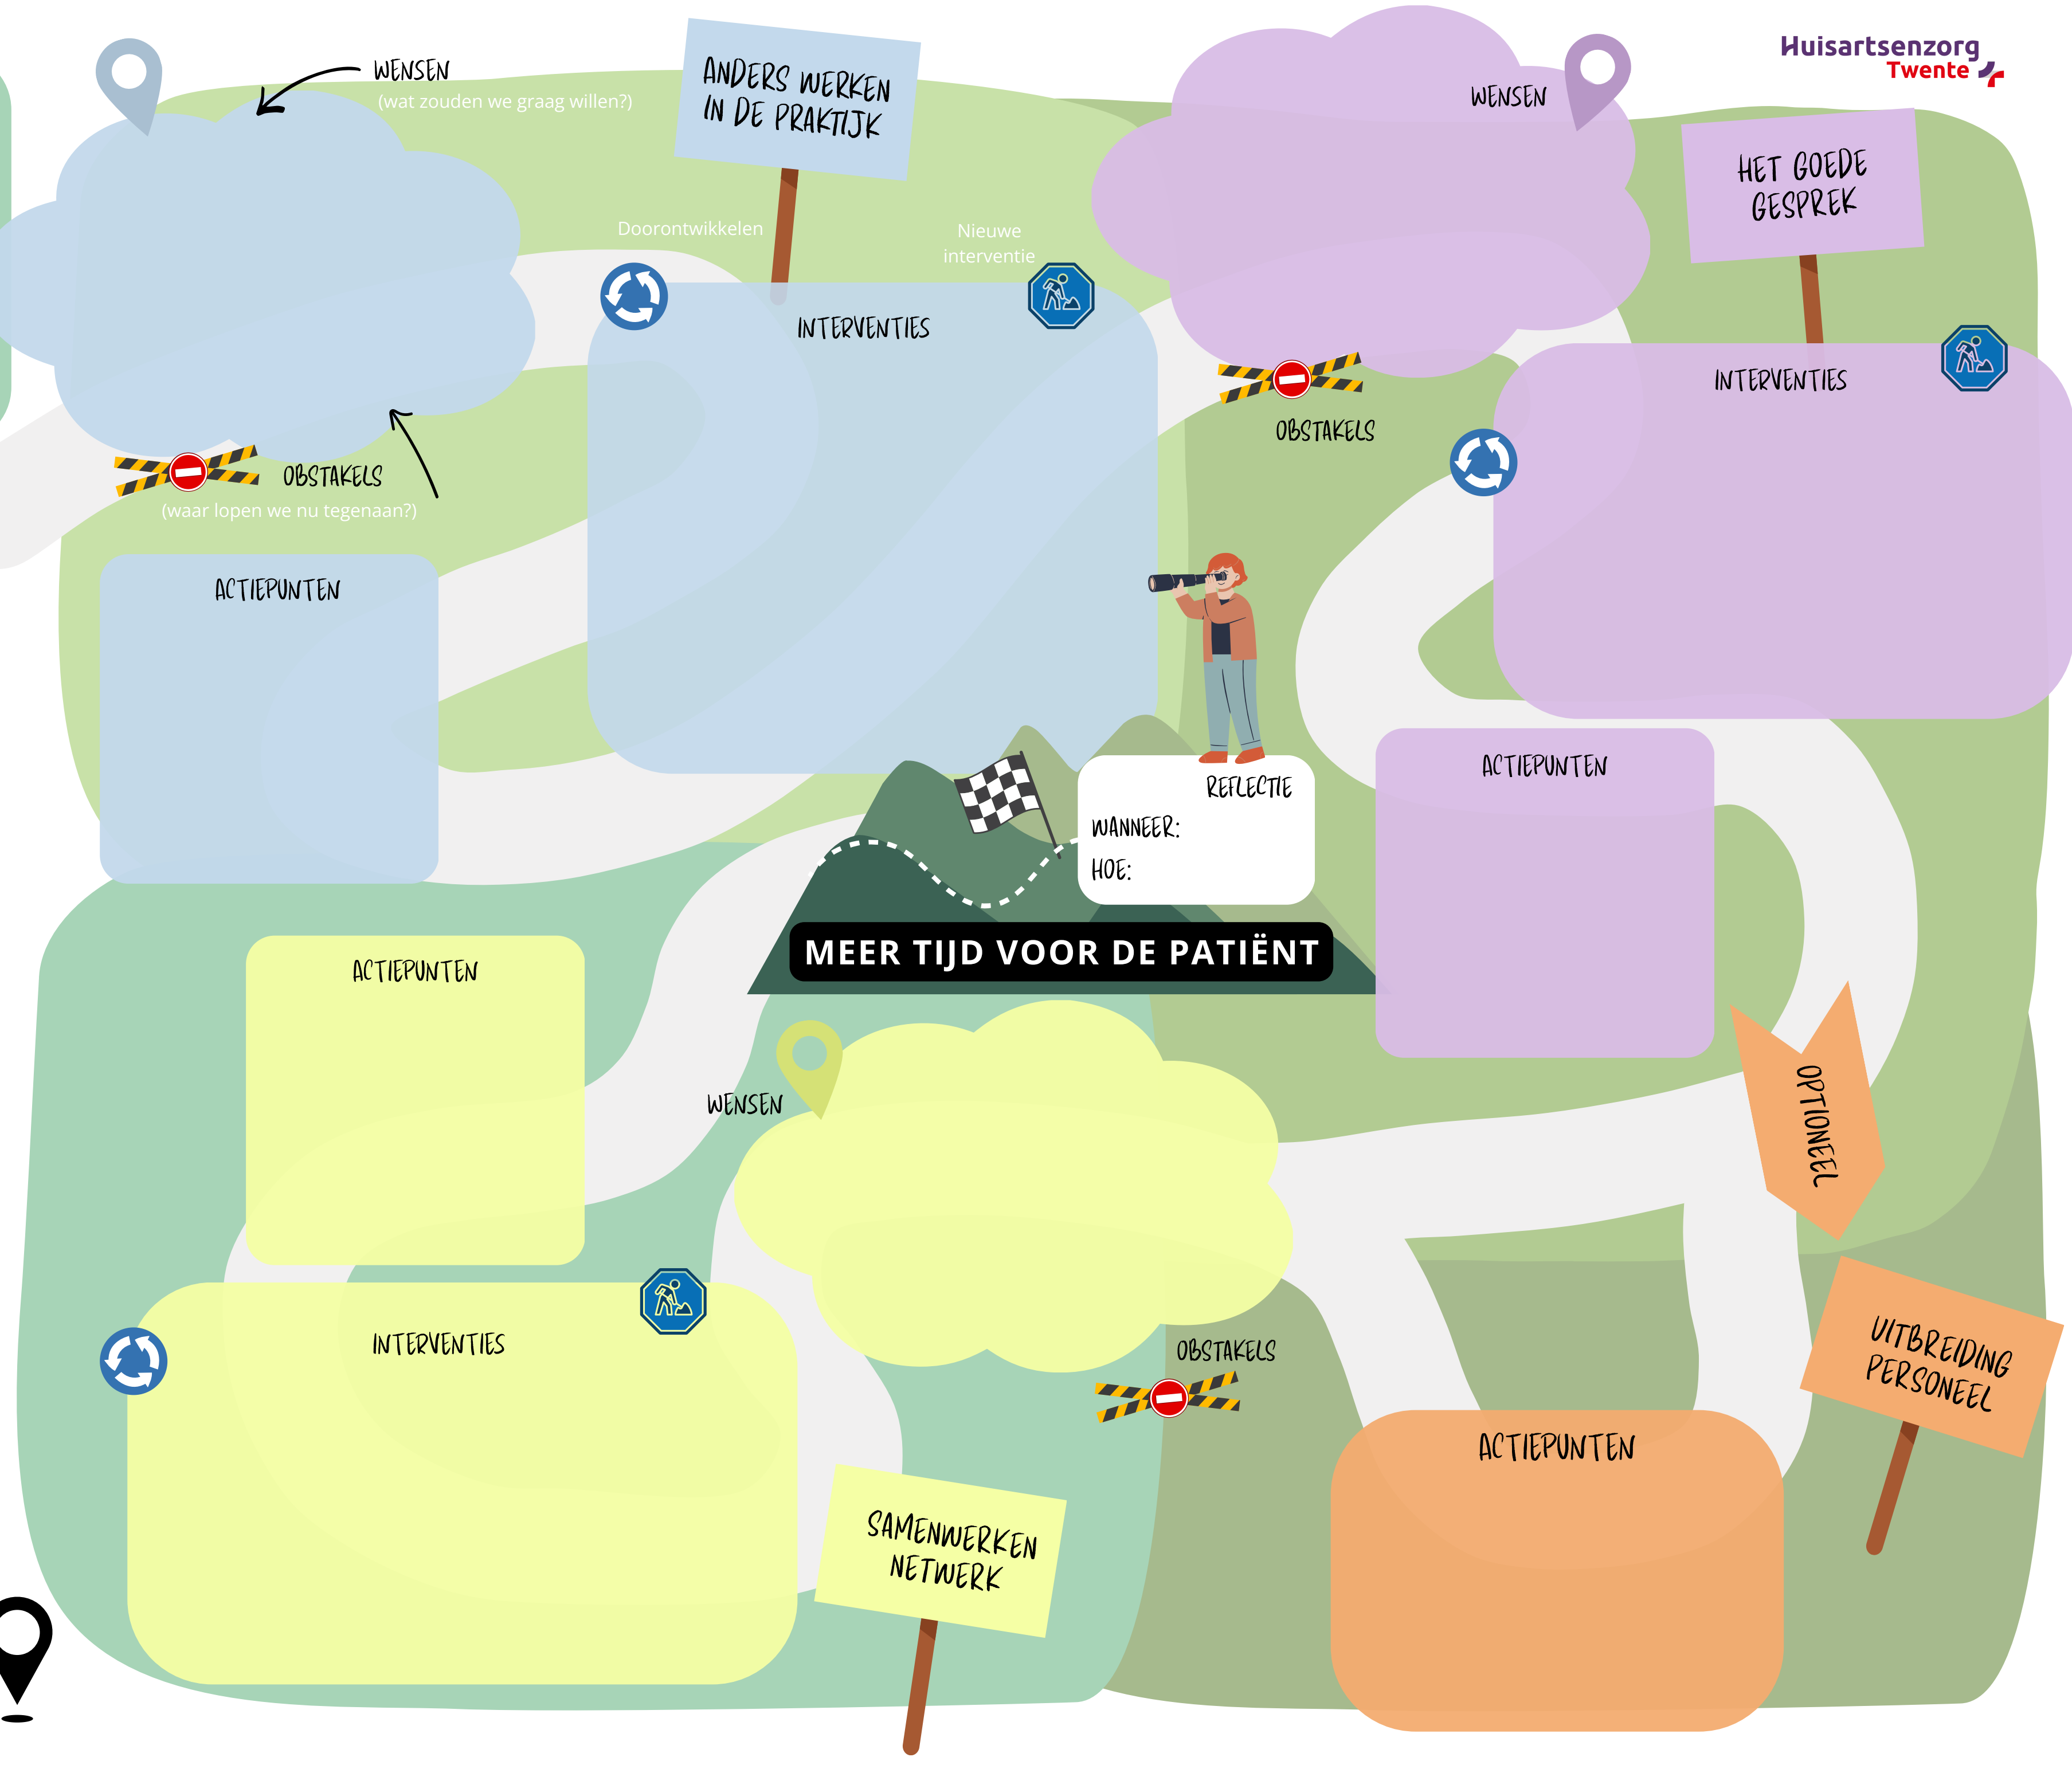 WENSEN
(wat zouden we graag willen?)
ANDERS WERKEN
IN DE PRAKTIJK
Doorontwikkelen
Nieuwe
interventie
INTERVENTIES
OBSTAKELS
(waar lopen we nu tegenaan?)
ACTIEPUNTEN
WENSEN
Huisartsenzorg
Twente
HET GOEDE
GESPREK
OBSTAKELS
INTERVENTIES
ACTIEPUNTEN
REFLECTIE
WANNEER:
HOE:
MEER TIJD VOOR DE PATIËNT
OPTIONEEL
UITBREIDING
PERSONEEL
ACTIEPUNTEN
WENSEN
OBSTAKELS
SAMENWERKEN
NETWERK
INTERVENTIES
ACTIEPUNTEN